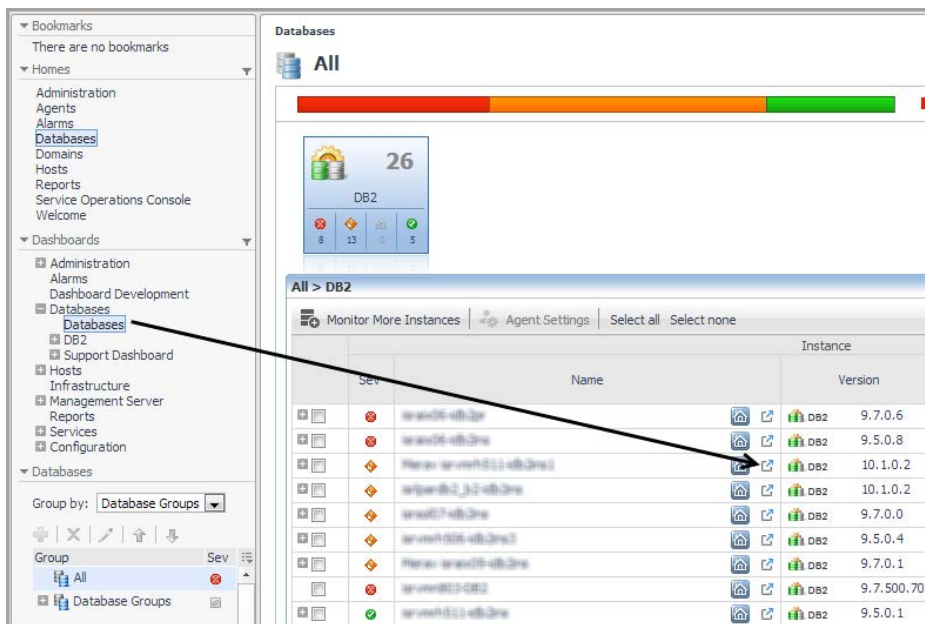 Bookmarks
There are no bookmarks
Homes
Administration
Agents
Alarms
Databases
Domains
Hosts
Reports
Service Operations Console
Welcome
Dashboards
Administration
Alarms
Dashboard Development
Databases
Databases
DB2
Support Dashboard
Hosts
Infrastructure
Management Server
Reports
Services
Configuration
Databases
Group by: Database Groups
Group Sev
All
Database Groups
Databases
All
26
DB2
8 13 0 5
All > DB2
Monitor More Instances Agent Settings Select all Select none
Instance
Sev Name Version
DB2 9.7.0.6
DB2 9.5.0.8
DB2 10.1.0.2
DB2 10.1.0.2
DB2 9.7.0.0
DB2 9.5.0.4
DB2 9.7.0.1
DB2 9.7.500.70
DB2 9.5.0.1